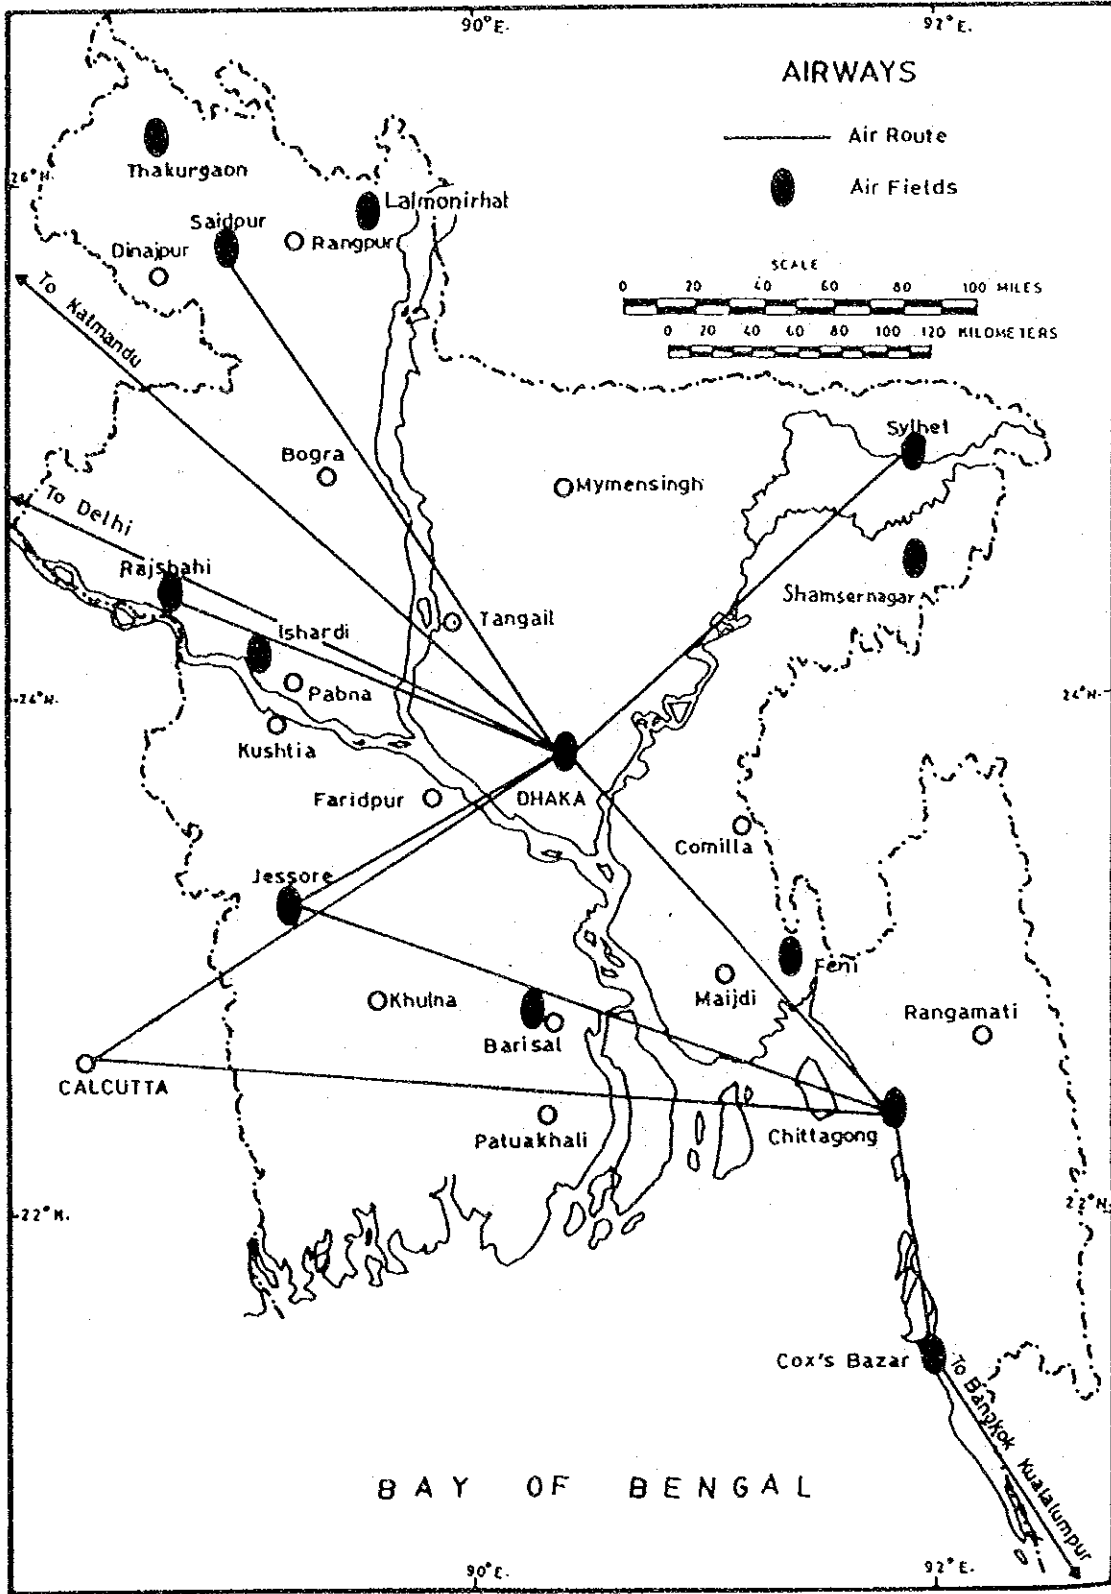 90°E.
92°E.
AIRWAYS
Air Route
Air Fields
SCALE
0 20 40 60 80 100 MILES
0 20 40 60 80 100 120 KILOMETERS
26°N.
Thakurgaon
Lalmonirhat
Saidpur
Rangpur
Dinajpur
To Katmandu
Sylhet
Bogra
Mymensingh
To Delhi
Rajshahi
Shamsernagar
Tangail
Ishardi
Pabna
24°N.
24°N.
Kushtia
Faridpur
DHAKA
Comilla
Jessore
Feni
Maijdi
Khulna
Rangamati
Barisal
CALCUTTA
Patuakhali
Chittagong
22°N.
22°N.
Cox's Bazar
To Bangkok Kualalumpur
BAY OF BENGAL
90°E.
92°E.